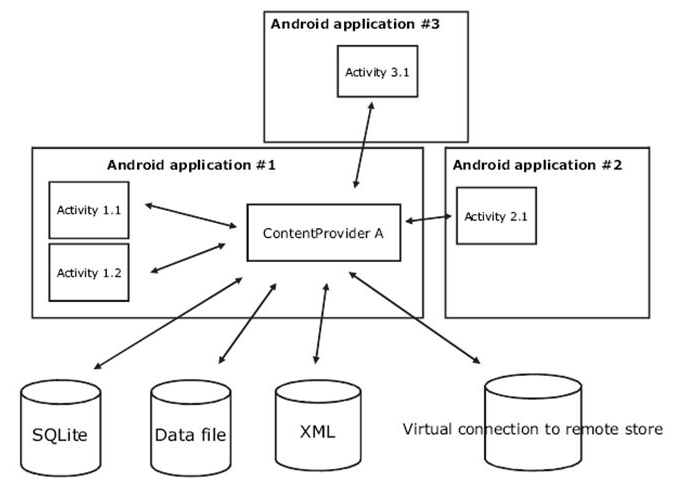 Android application #3
Activity 3.1
Android application #1
Android application #2
Activity 1.1
Activity 2.1
ContentProvider A
Activity 1.2
SQLite
Data file
XML
Virtual connection to remote store